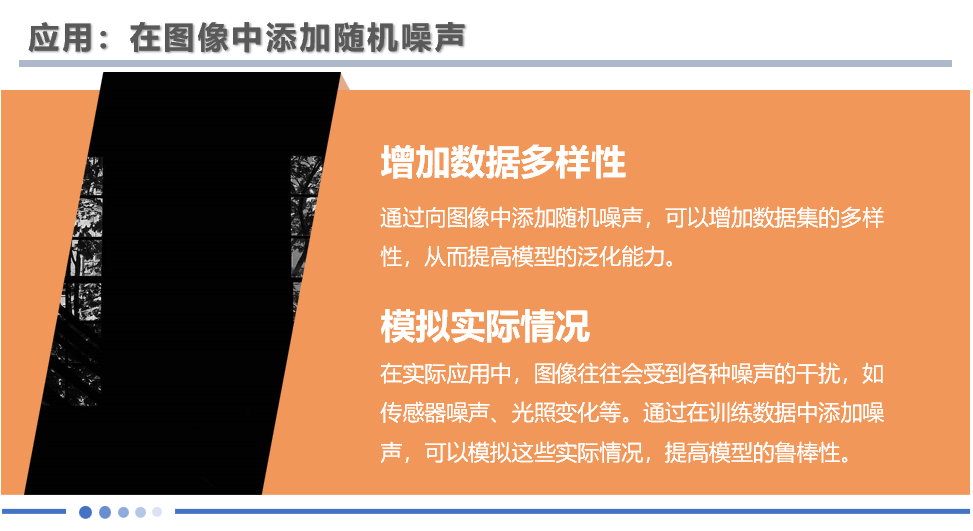 应用：在图像中添加随机噪声
增加数据多样性
通过向图像中添加随机噪声，可以增加数据集的多样
性，从而提高模型的泛化能力。
模拟实际情况
在实际应用中，图像往往会受到各种噪声的干扰，如
传感器噪声、光照变化等。通过在训练数据中添加噪
声，可以模拟这些实际情况，提高模型的鲁棒性。